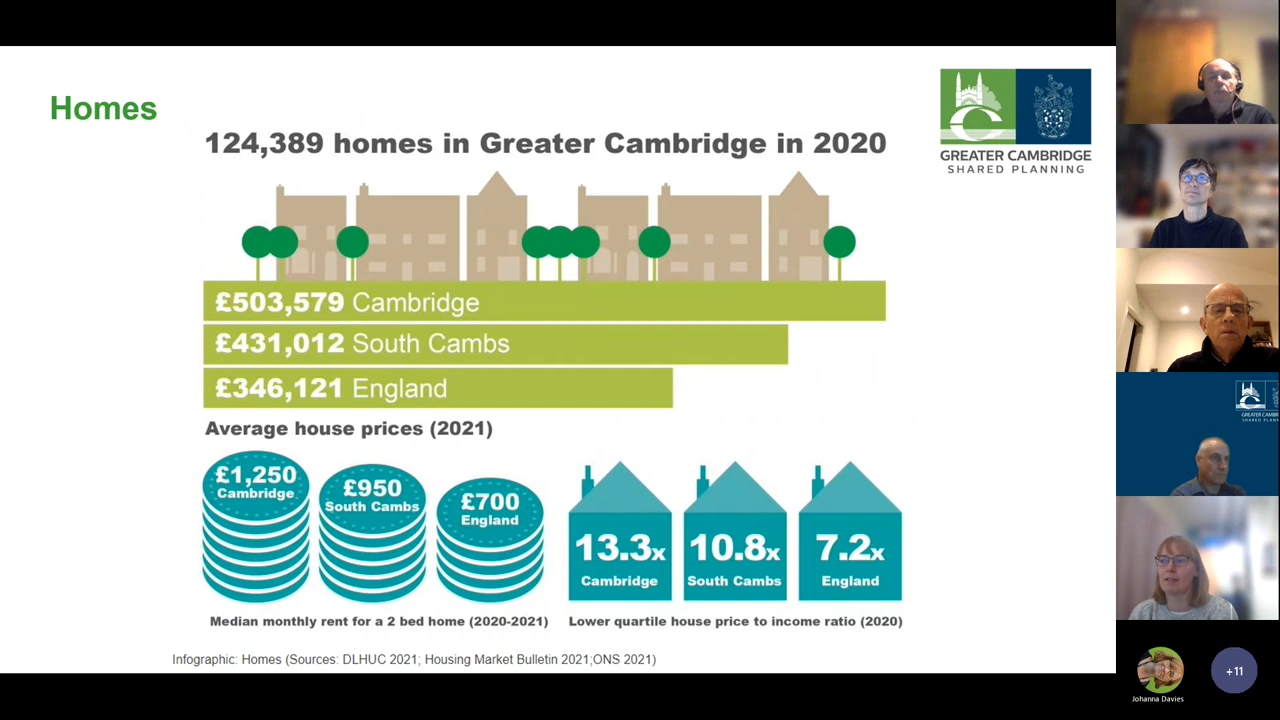 Homes
124,389 homes in Greater Cambridge in 2020
GREATER CAMBRIDGE
SHARED PLANNING
£503,579 Cambridge
£431,012 South Cambs
£346,121 England
Average house prices (2021)
£1,250
Cambridge
£950
South Cambs
£700
England
13.3x
Cambridge
10.8x
South Cambs
7.2x
England
Median monthly rent for a 2 bed home (2020-2021)
Lower quartile house price to income ratio (2020)
Infographic: Homes (Sources: DLHUC 2021; Housing Market Bulletin 2021;ONS 2021)
GREATER CAMB
SHARED PLANN
Johanna Davies
+11